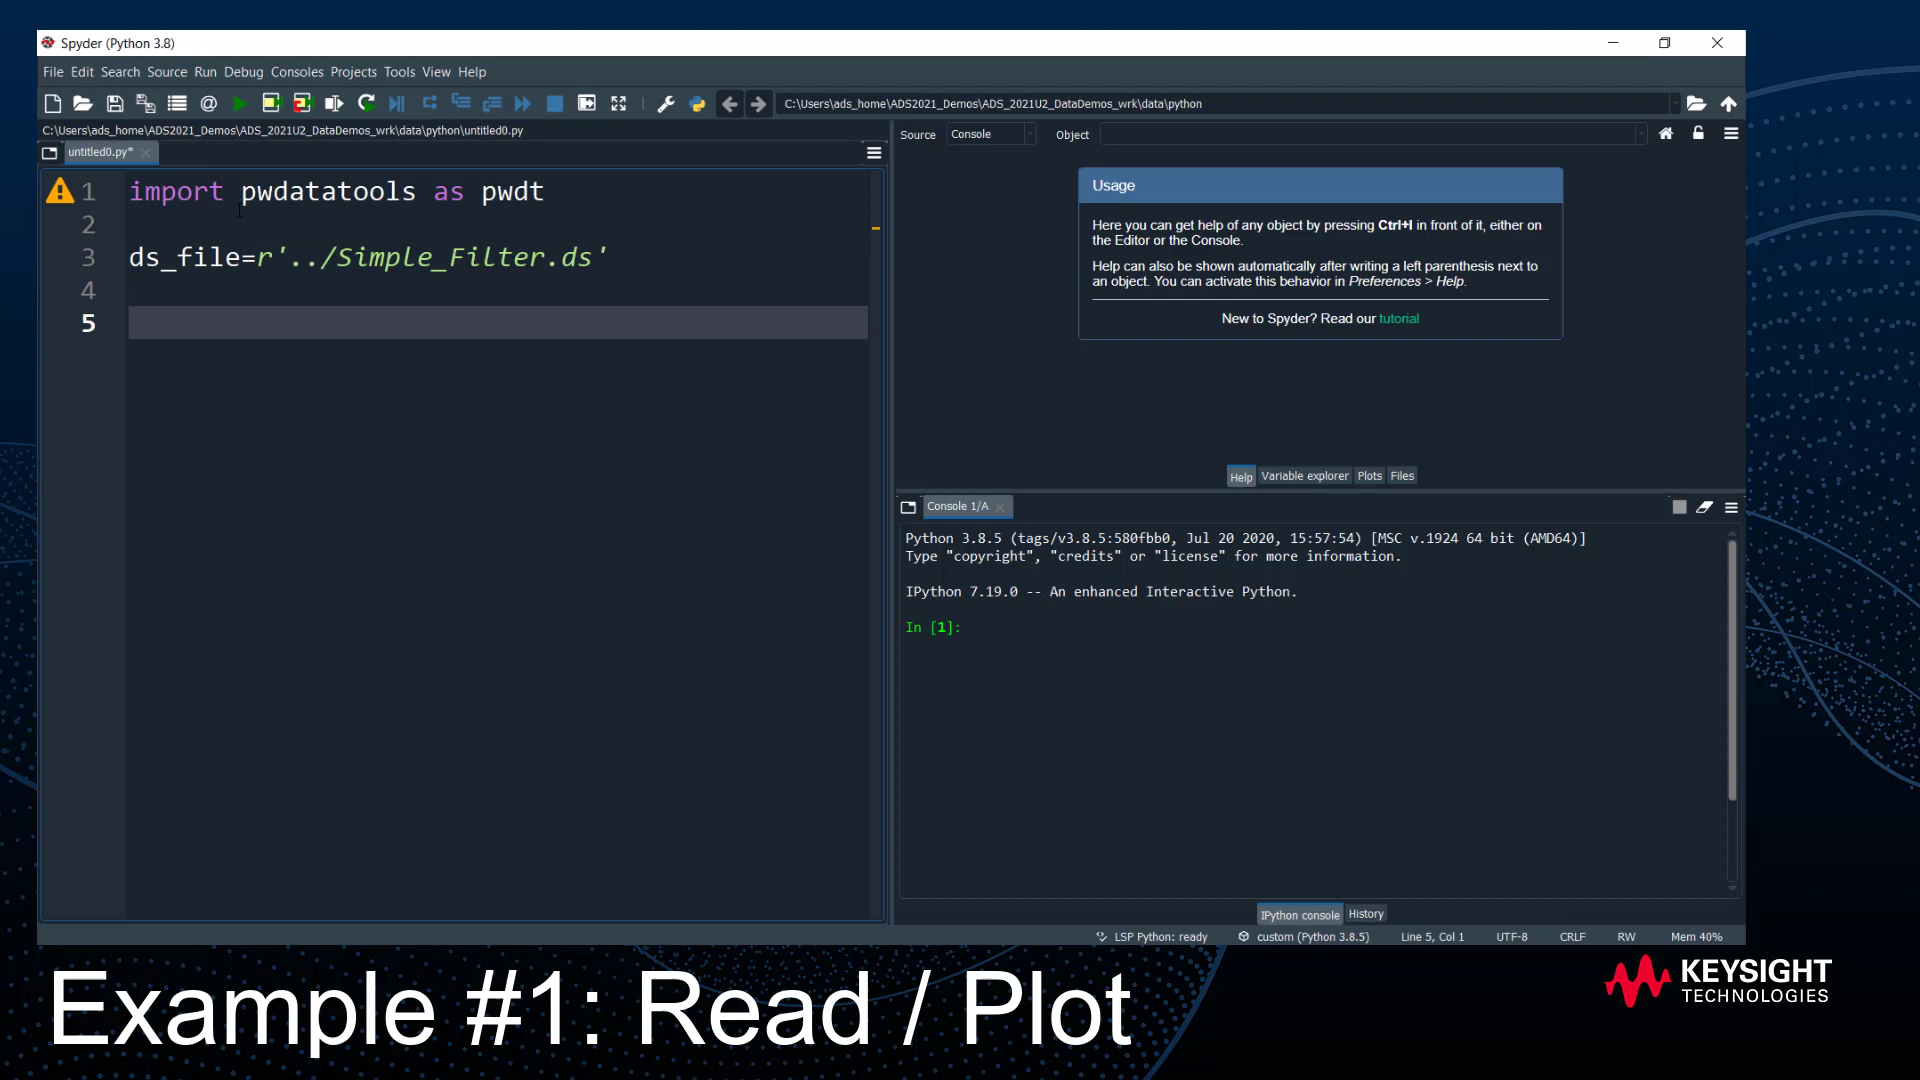 Spyder (Python 3.8)
File Edit Search Source Run Debug Consoles Projects Tools View Help
C:\Users\ads_home\ADS2021_Demos\ADS_2021U2_DataDemos_wrk\data\python
C:\Users\ads_home\ADS2021_Demos\ADS_2021U2_DataDemos_wrk\data\python\untitled0.py
untitled0.py*
1 import pwdatatools as pwdt
2
3 ds_file=r'../Simple_Filter.ds'
4
5
Source Console Object
Usage
Here you can get help of any object by pressing Ctrl+I in front of it, either on
the Editor or the Console.
Help can also be shown automatically after writing a left parenthesis next to
an object. You can activate this behavior in Preferences > Help.
New to Spyder? Read our tutorial
Help Variable explorer Plots Files
Console 1/A
Python 3.8.5 (tags/v3.8.5:580fbb0, Jul 20 2020, 15:57:54) [MSC v.1924 64 bit (AMD64)]
Type "copyright", "credits" or "license" for more information.
IPython 7.19.0 -- An enhanced Interactive Python.
In [1]:
IPython console History
LSP Python: ready custom (Python 3.8.5) Line 5, Col 1 UTF-8 CRLF RW Mem 40%
Example #1: Read / Plot
KEYSIGHT
TECHNOLOGIES